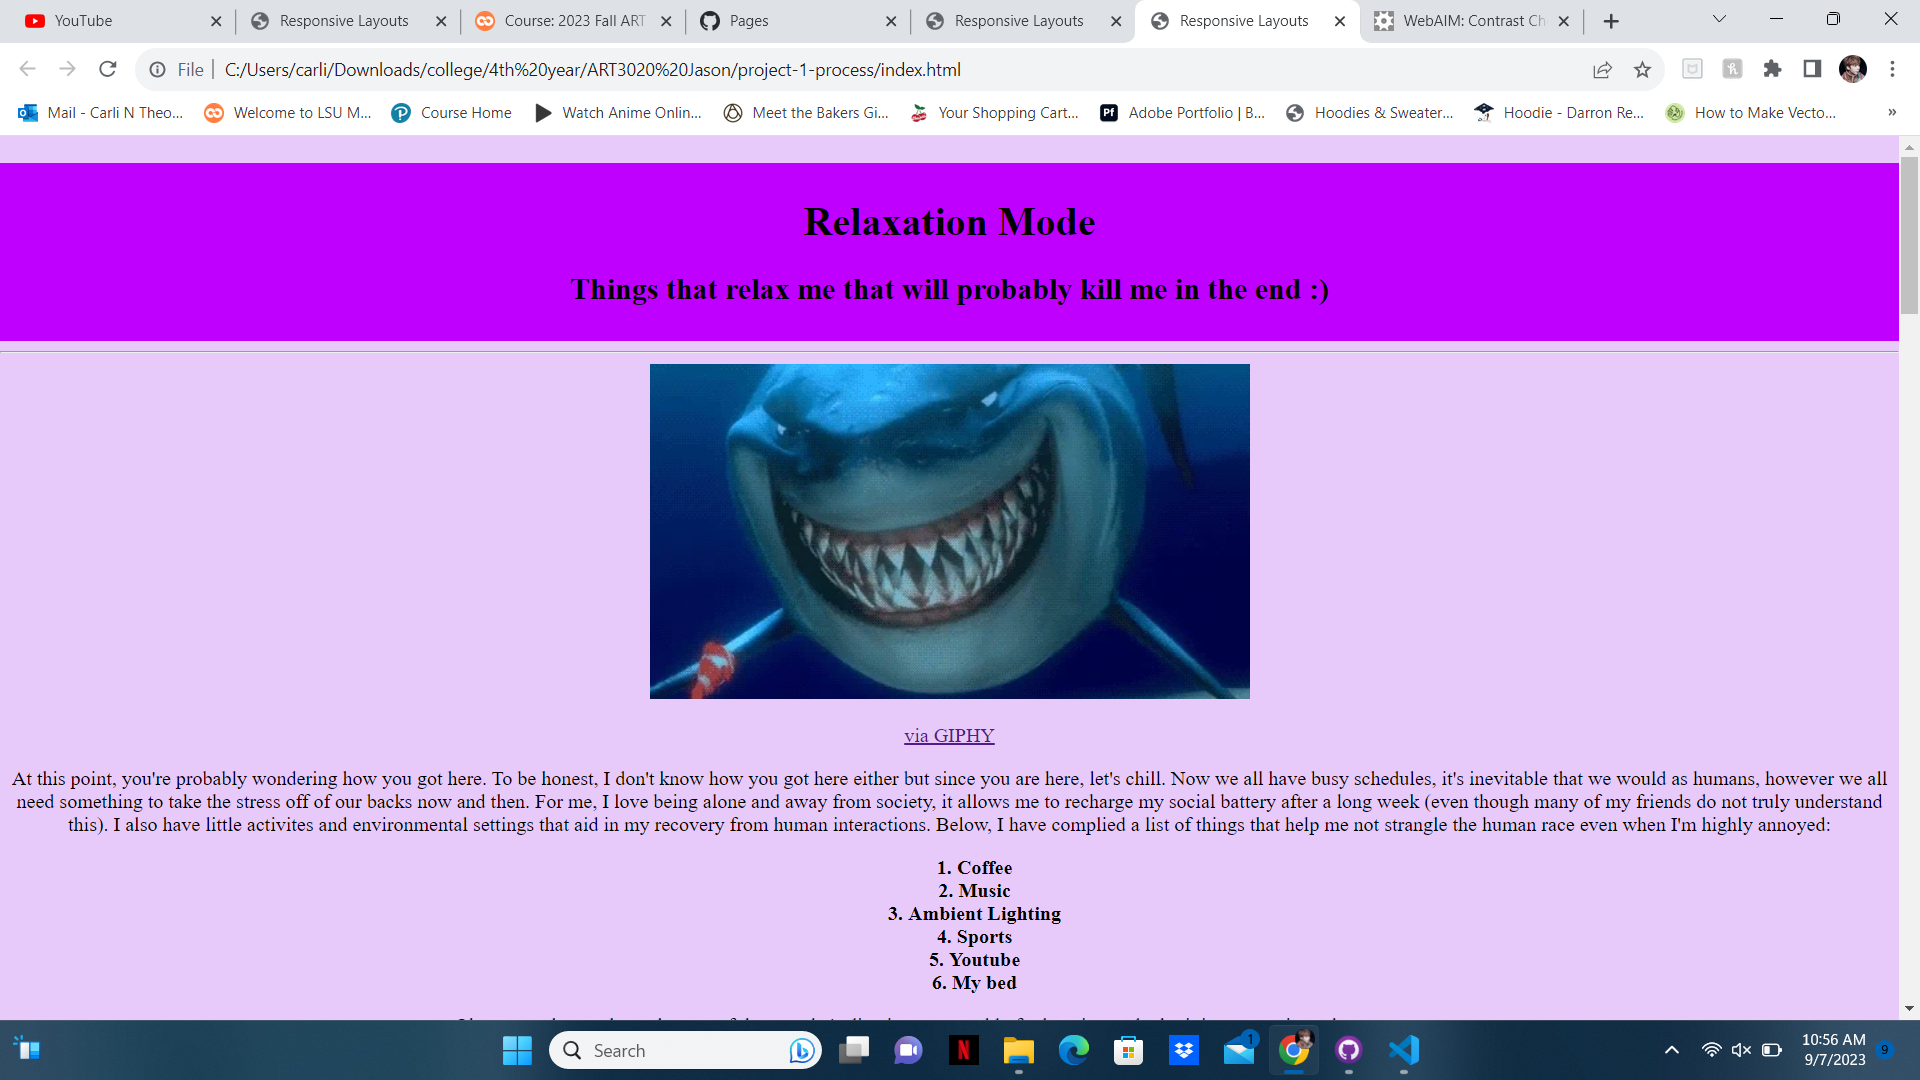 YouTube
Responsive Layouts
Course: 2023 Fall ART
Pages
Responsive Layouts
Responsive Layouts
WebAIM: Contrast Ch
File
C:/Users/carli/Downloads/college/4th%20year/ART3020%20Jason/project-1-process/index.html
Mail - Carli N Theo...
Welcome to LSU M...
Course Home
Watch Anime Onlin...
Meet the Bakers Gi...
Your Shopping Cart...
Pf
Adobe Portfolio | B...
Hoodies & Sweater...
Hoodie - Darron Re...
How to Make Vecto...
»
Relaxation Mode
Things that relax me that will probably kill me in the end :)
via GIPHY
At this point, you're probably wondering how you got here. To be honest, I don't know how you got here either but since you are here, let's chill. Now we all have busy schedules, it's inevitable that we would as humans, however we all
need something to take the stress off of our backs now and then. For me, I love being alone and away from society, it allows me to recharge my social battery after a long week (even though many of my friends do not truly understand
this). I also have little activites and environmental settings that aid in my recovery from human interactions. Below, I have complied a list of things that help me not strangle the human race even when I'm highly annoyed:
1. Coffee
2. Music
3. Ambient Lighting
4. Sports
5. Youtube
6. My bed
Search
N
1
10:56 AM
9/7/2023
9